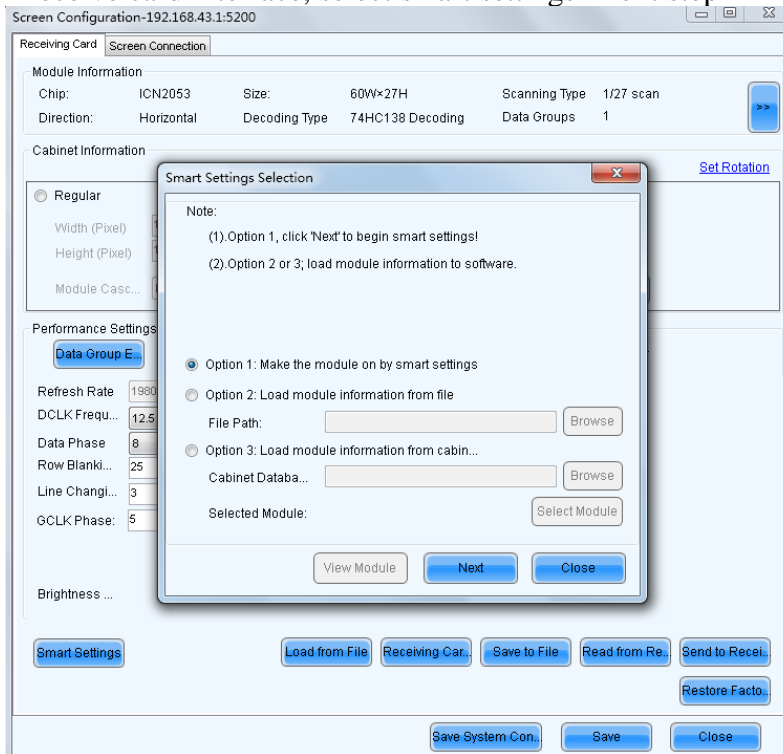 Screen Configuration-192.168.43.1:5200
Receiving Card Screen Connection
Module Information
Chip: ICN2053 Size: 60W×27H Scanning Type 1/27 scan
Direction: Horizontal Decoding Type 74HC138 Decoding Data Groups 1
>>
Cabinet Information
Set Rotation
Smart Settings Selection
Regular
Width (Pixel)
Height (Pixel)
Module Casc...
Note:
(1).Option 1, click 'Next' to begin smart settings!
(2).Option 2 or 3; load module information to software.
Performance Settings
Data Group E...
Option 1: Make the module on by smart settings
Refresh Rate 1980
Option 2: Load module information from file
DCLK Frequ... 12.5
File Path: Browse
Data Phase 8
Option 3: Load module information from cabin...
Row Blanki... 25
Cabinet Databa... Browse
Line Changi... 3
Selected Module: Select Module
GCLK Phase: 5
View Module Next Close
Brightness ...
Smart Settings Load from File Receiving Car... Save to File Read from Re... Send to Recei...
Restore Facto...
Save System Con... Save Close